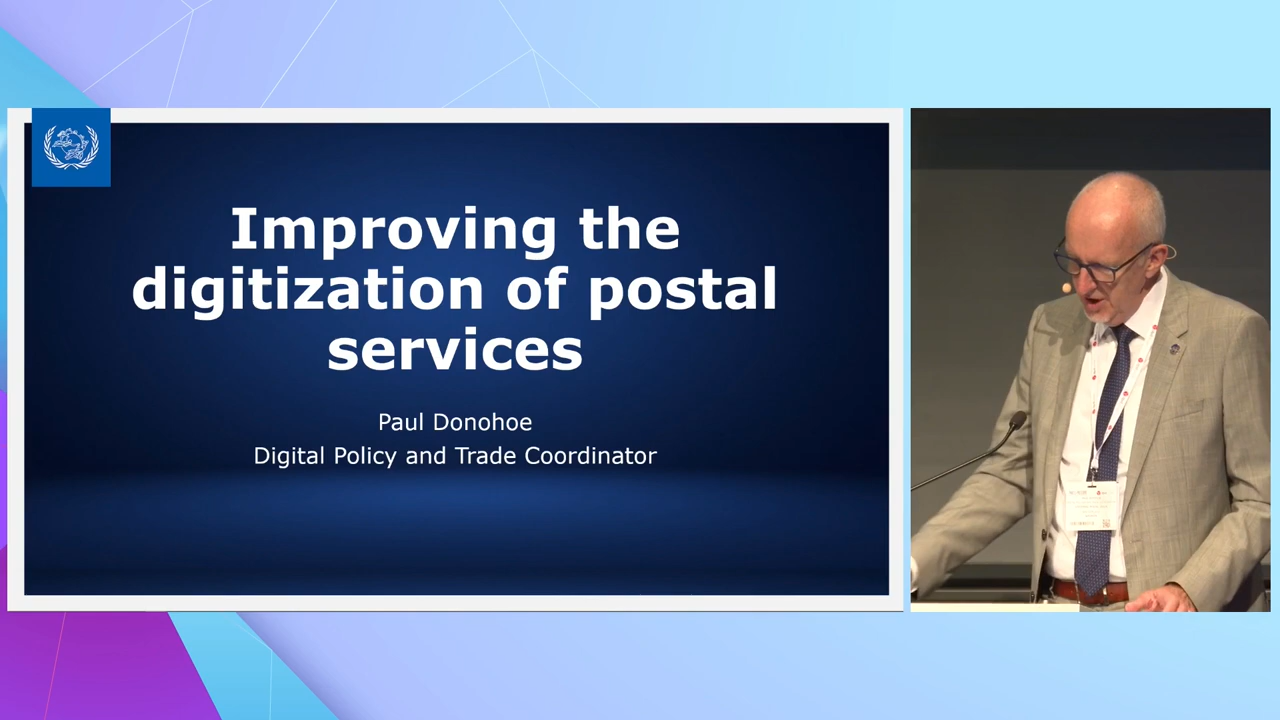 Improving the
digitization of postal
services
Paul Donohoe
Digital Policy and Trade Coordinator